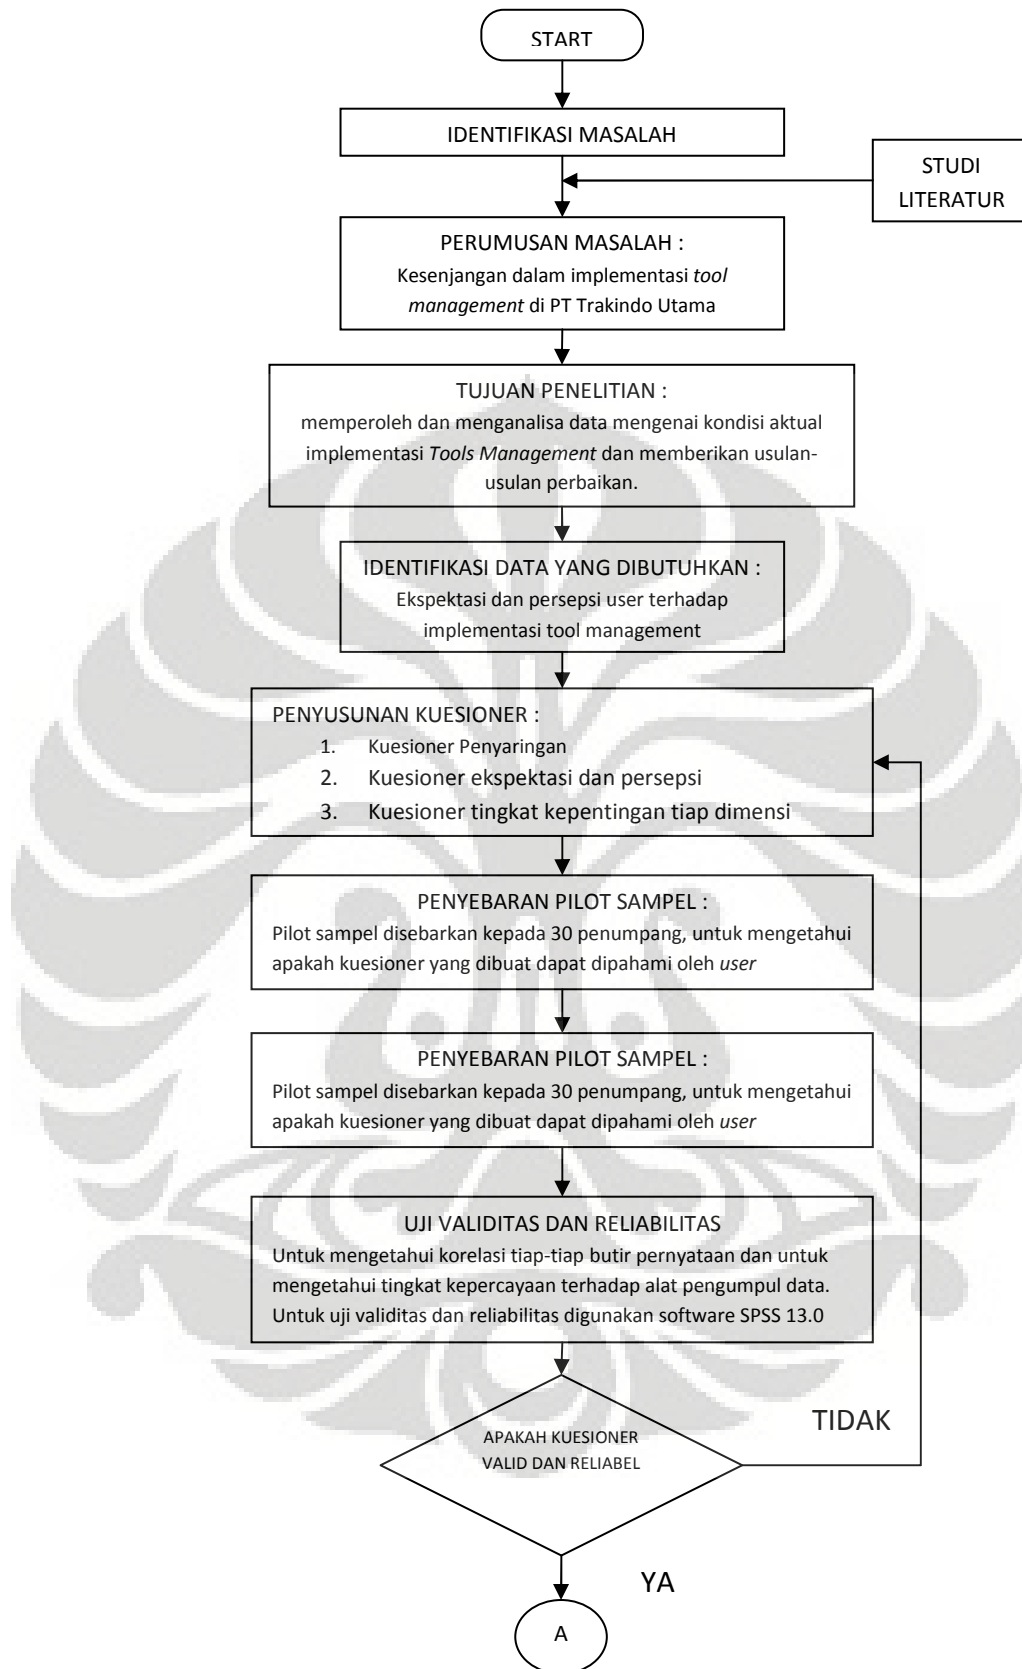 START
IDENTIFIKASI MASALAH
STUDI
LITERATUR
PERUMUSAN MASALAH :
Kesenjangan dalam implementasi tool
management di PT Trakindo Utama
TUJUAN PENELITIAN :
memperoleh dan menganalisa data mengenai kondisi aktual
implementasi Tools Management dan memberikan usulan-
usulan perbaikan.
IDENTIFIKASI DATA YANG DIBUTUHKAN :
Ekspektasi dan persepsi user terhadap
implementasi tool management
PENYUSUNAN KUESIONER :
1. Kuesioner Penyaringan
2. Kuesioner ekspektasi dan persepsi
3. Kuesioner tingkat kepentingan tiap dimensi
PENYEBARAN PILOT SAMPEL :
Pilot sampel disebarkan kepada 30 penumpang, untuk mengetahui
apakah kuesioner yang dibuat dapat dipahami oleh user
PENYEBARAN PILOT SAMPEL :
Pilot sampel disebarkan kepada 30 penumpang, untuk mengetahui
apakah kuesioner yang dibuat dapat dipahami oleh user
UJI VALIDITAS DAN RELIABILITAS
Untuk mengetahui korelasi tiap-tiap butir pernyataan dan untuk
mengetahui tingkat kepercayaan terhadap alat pengumpul data.
Untuk uji validitas dan reliabilitas digunakan software SPSS 13.0
APAKAH KUESIONER
VALID DAN RELIABEL
TIDAK
YA
A